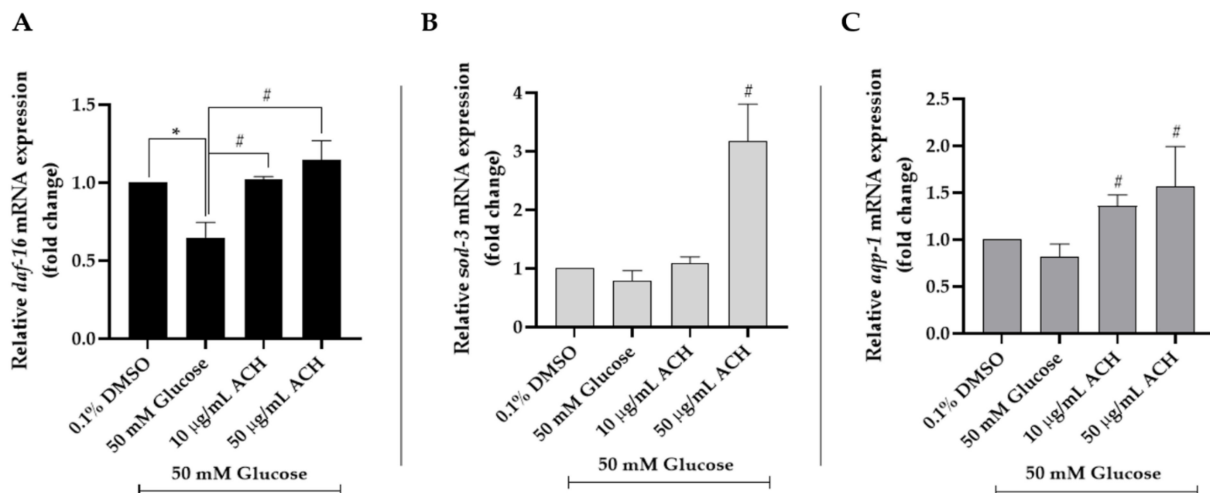 A
Relative daf-16 mRNA expression
(fold change)
1.5
1.0
0.5
0.0
*
#
#
0.1% DMSO
50 mM Glucose
10 µg/mL ACH
50 µg/mL ACH
50 mM Glucose
B
Relative sod-3 mRNA expression
(fold change)
4
3
2
1
0
#
0.1% DMSO
50 mM Glucose
10 µg/mL ACH
50 µg/mL ACH
50 mM Glucose
C
Relative aqp-1 mRNA expression
(fold change)
2.5
2.0
1.5
1.0
0.5
0.0
#
#
0.1% DMSO
50 mM Glucose
10 µg/mL ACH
50 µg/mL ACH
50 mM Glucose